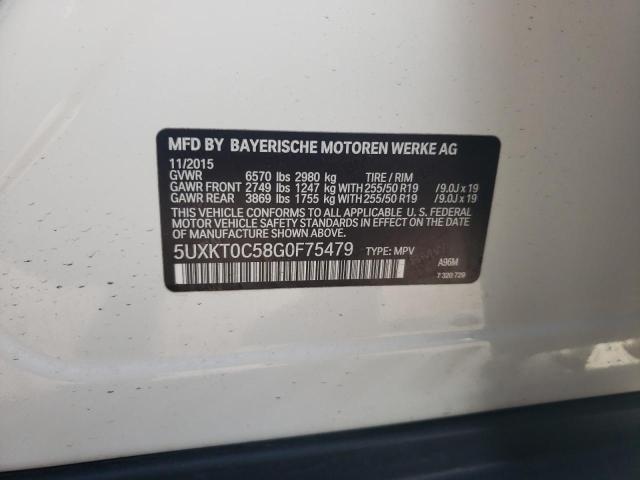 MFD BY BAYERISCHE MOTOREN WERKE AG
11/2015
GVWR 6570 lbs 2980 kg TIRE / RIM
GAWR FRONT 2749 lbs 1247 kg WITH 255/50 R19 /9.0J x 19
GAWR REAR 3869 lbs 1755 kg WITH 255/50 R19 /9.0J x 19
THIS VEHICLE CONFORMS TO ALL APPLICABLE U. S. FEDERAL
MOTOR VEHICLE SAFETY STANDARDS IN EFFECT
ON THE DATE OF MANUFACTURE SHOWN ABOVE.
5UXKT0C58G0F75479 TYPE: MPV
A96M
7 320 729